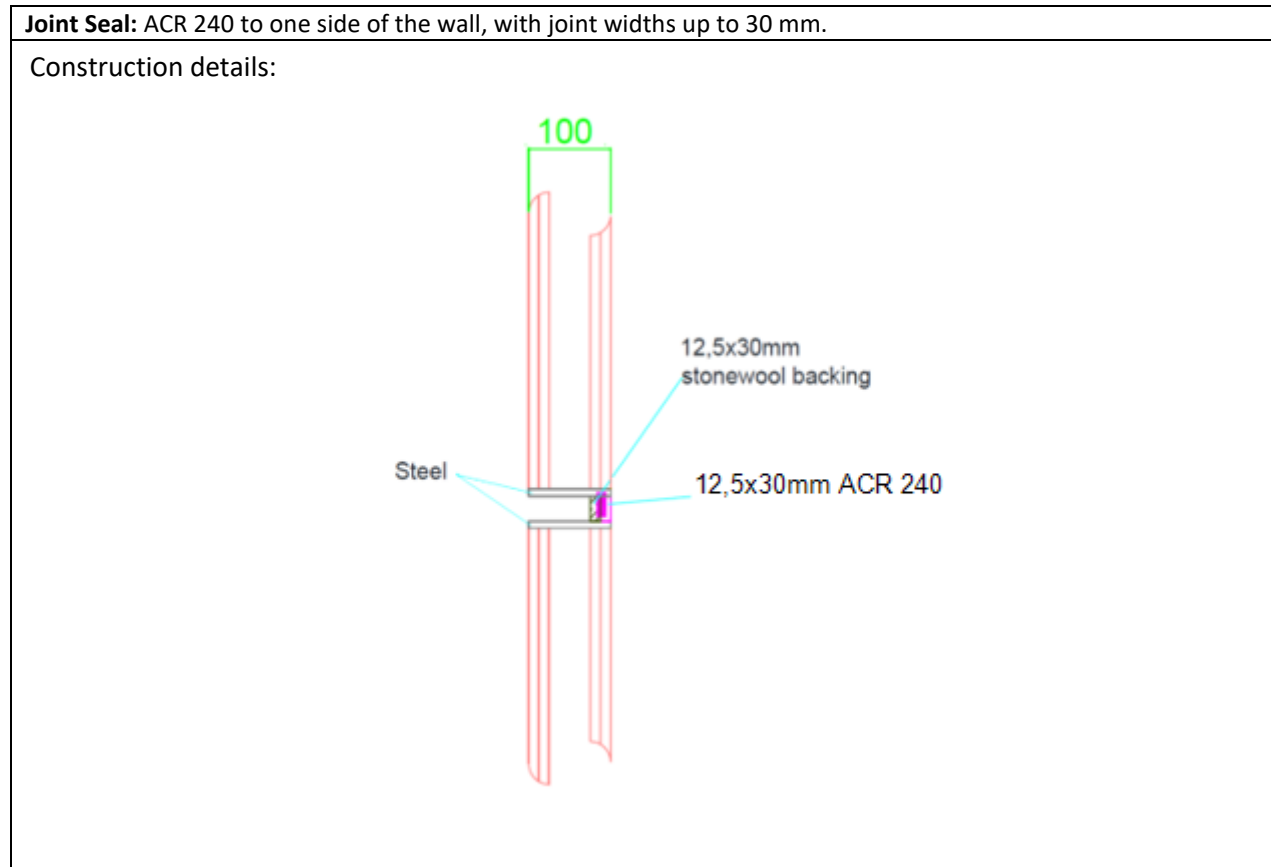 Joint Seal: ACR 240 to one side of the wall, with joint widths up to 30 mm.
Construction details:
100
12,5x30mm
stonewool backing
Steel
12,5x30mm ACR 240